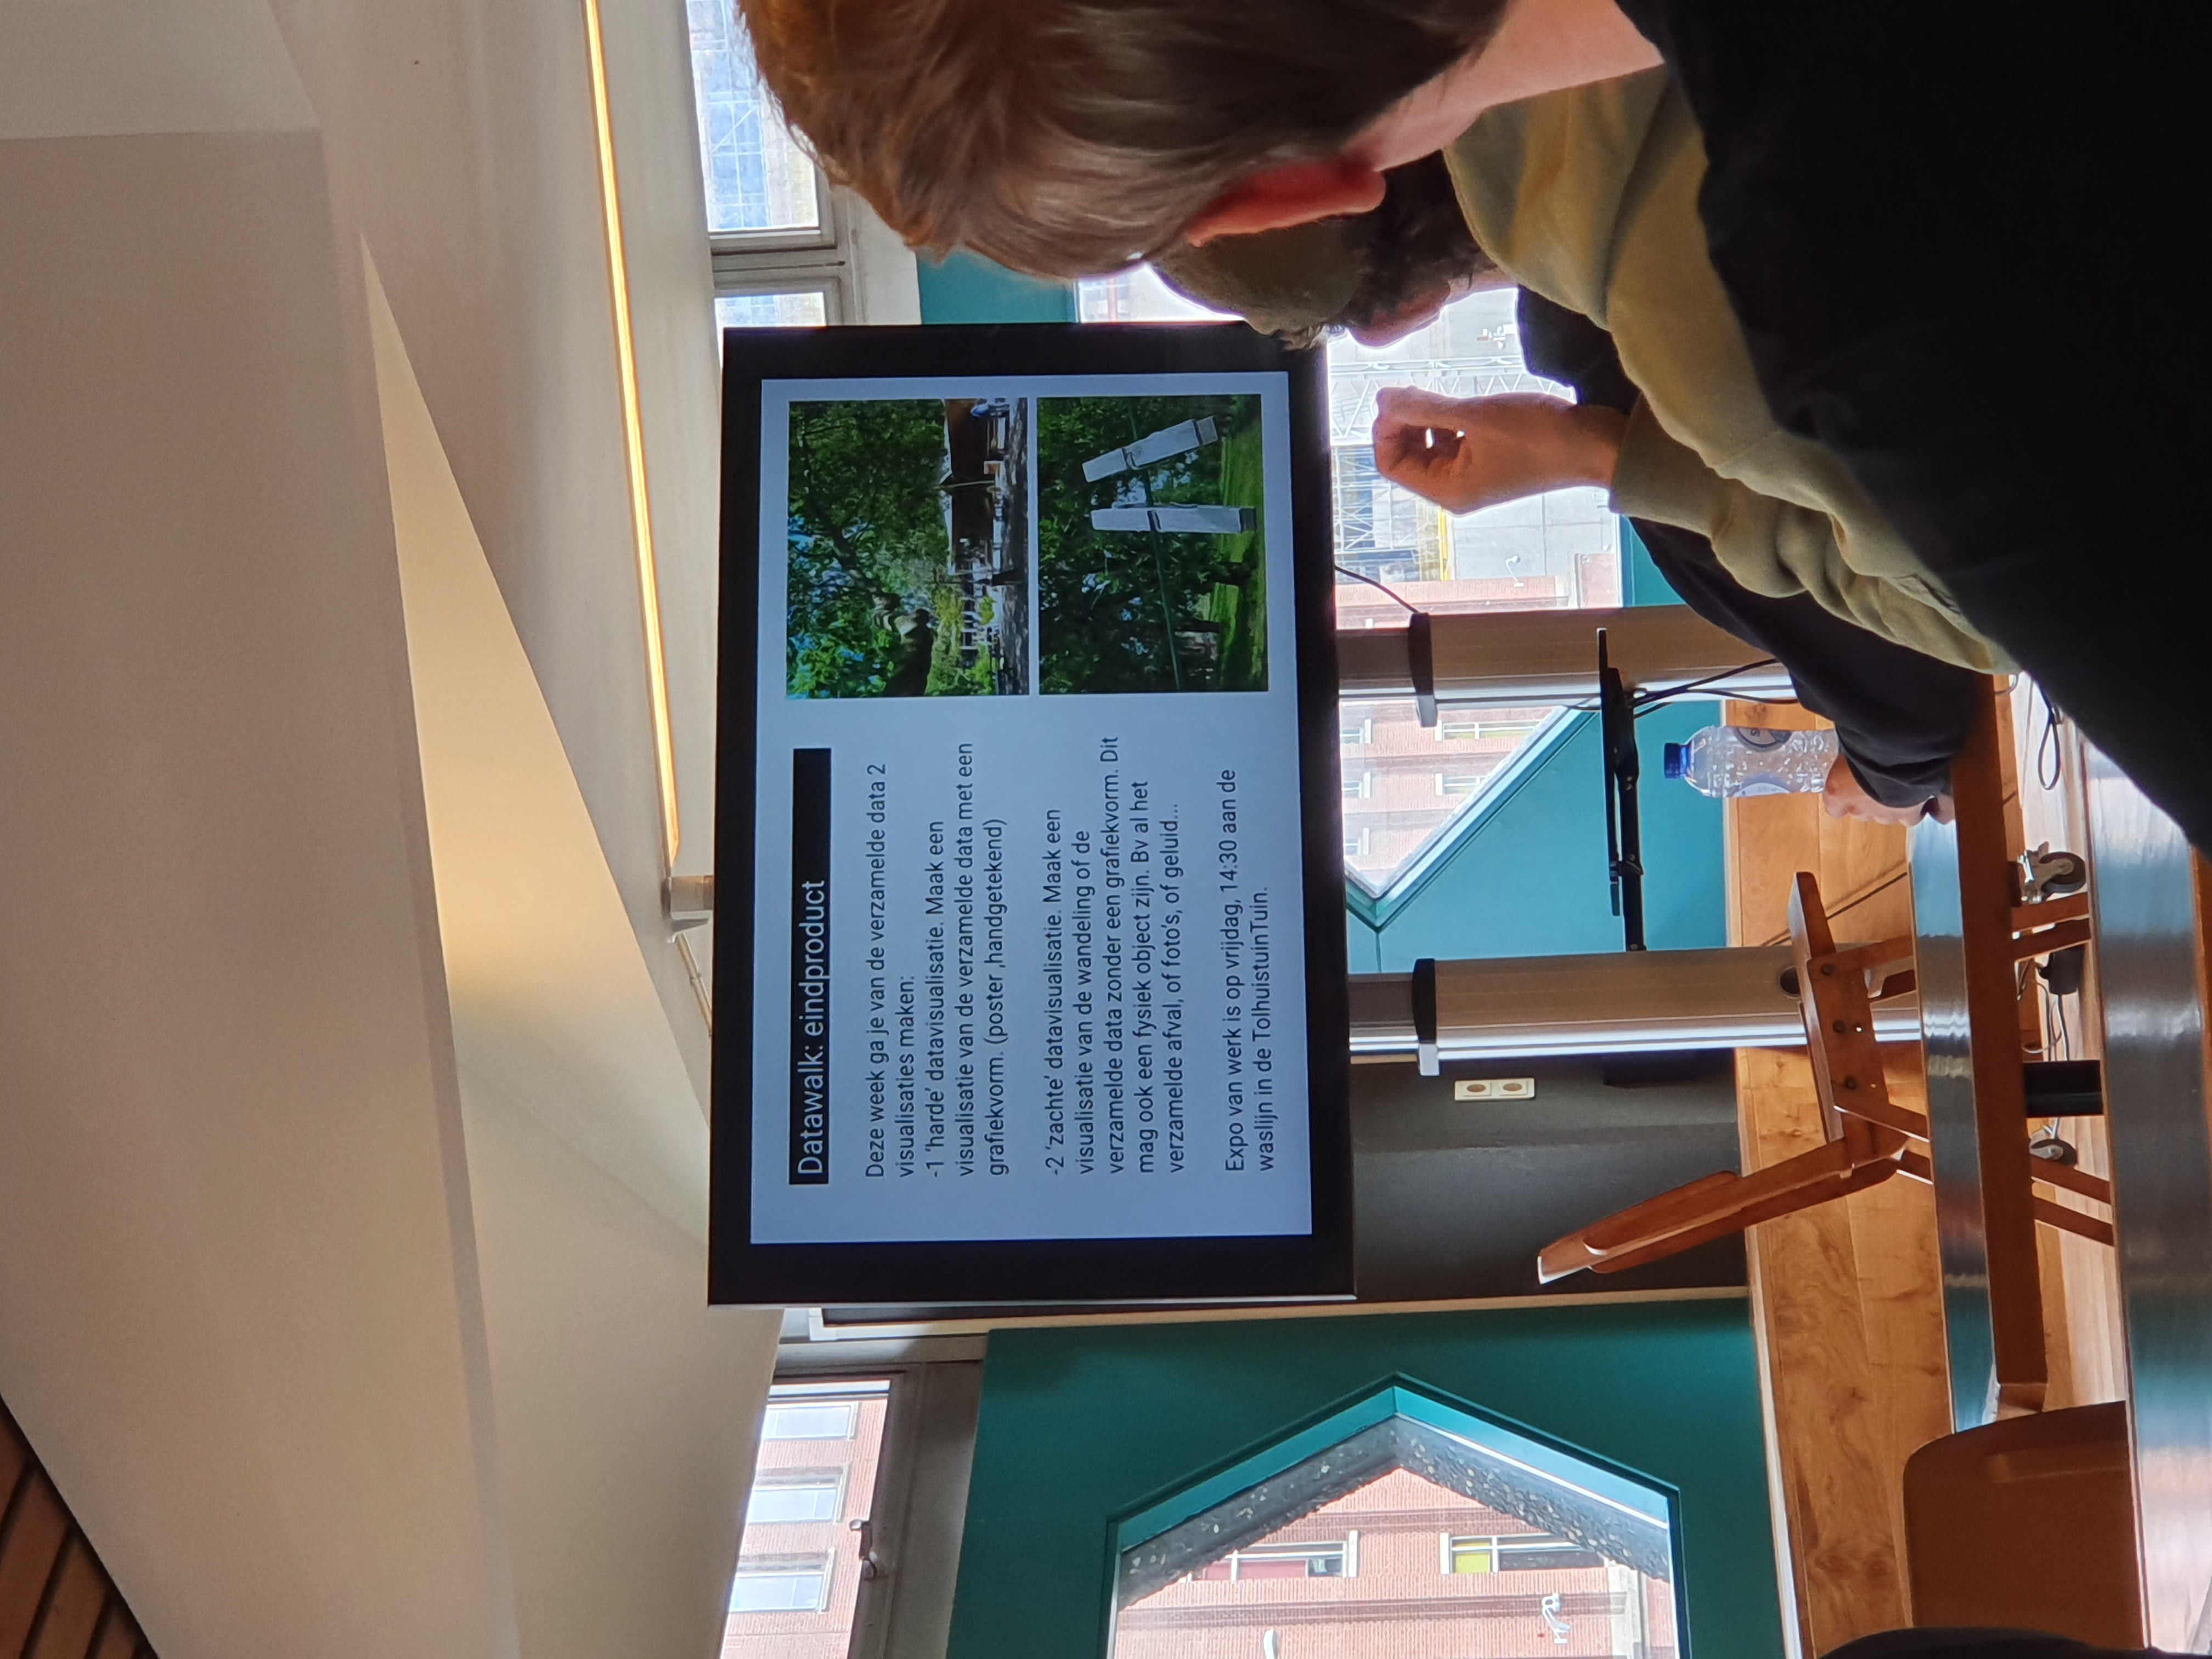 Datawalk: eindproduct
Deze week ga je van de verzamelde data 2
visualisaties maken:
-1 ‘harde’ datavisualisatie. Maak een
visualisatie van de verzamelde data met een
grafiekvorm. (poster ,handgetekend)
-2 ‘zachte’ datavisualisatie. Maak een
visualisatie van de wandeling of de
verzamelde data zonder een grafiekvorm. Dit
mag ook een fysiek object zijn. Bv al het
verzamelde afval, of foto’s, of geluid...
Expo van werk is op vrijdag, 14:30 aan de
waslijn in de TolhuistuinTuin.